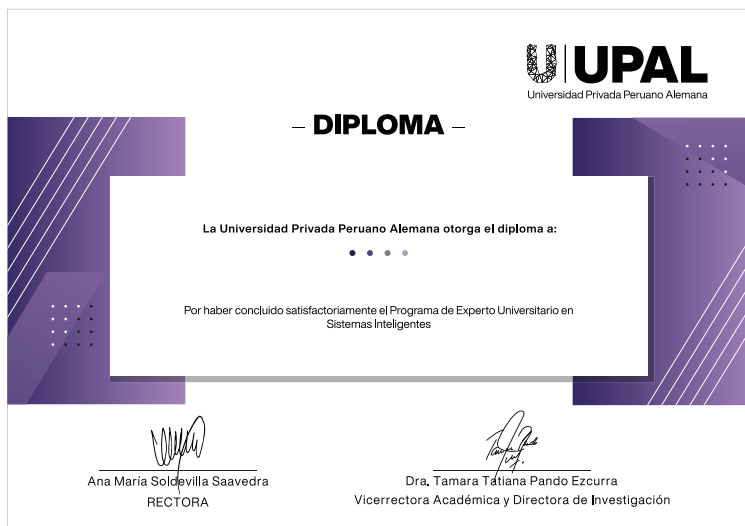 UPAL
Universidad Privada Peruano Alemana
– DIPLOMA –
La Universidad Privada Peruano Alemana otorga el diploma a:
Por haber concluido satisfactoriamente el Programa de Experto Universitario en
Sistemas Inteligentes
Ana María Soldevilla Saavedra
RECTORA
Dra. Tamara Tatiana Pando Ezcurra
Vicerrectora Académica y Directora de Investigación